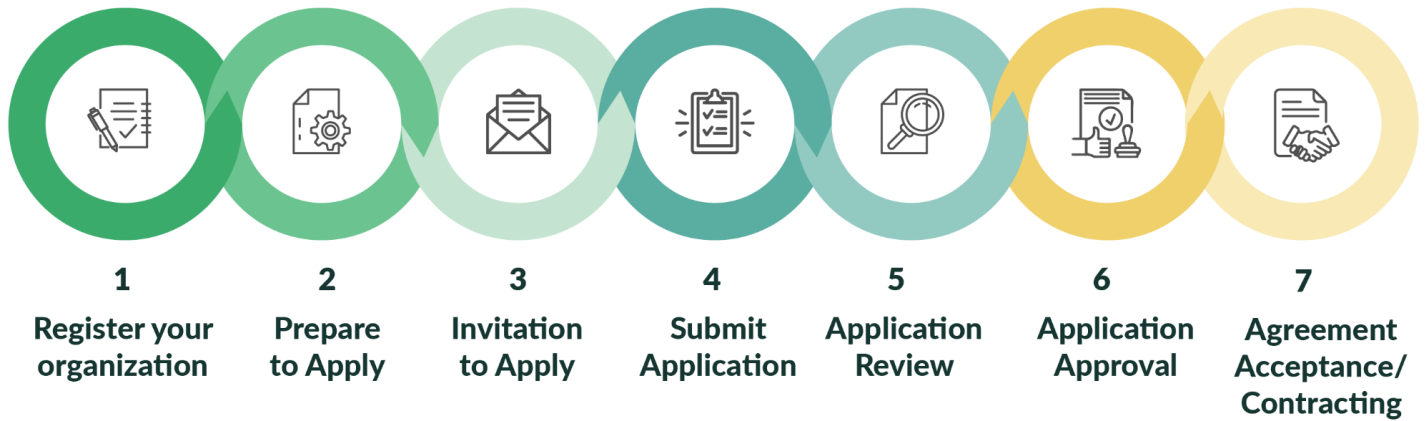 1
Register your
organization
2
Prepare
to Apply
3
Invitation
to Apply
4
Submit
Application
5
Application
Review
6
Application
Approval
7
Agreement
Acceptance/
Contracting